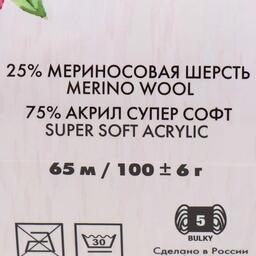 25% МЕРИНОСОВАЯ ШЕРСТЬ
MERINO WOOL
75% АКРИЛ СУПЕР СОФТ
SUPER SOFT ACRYLIC
65 м / 100 ± 6 г
30
5
BULKY
Сделано в России